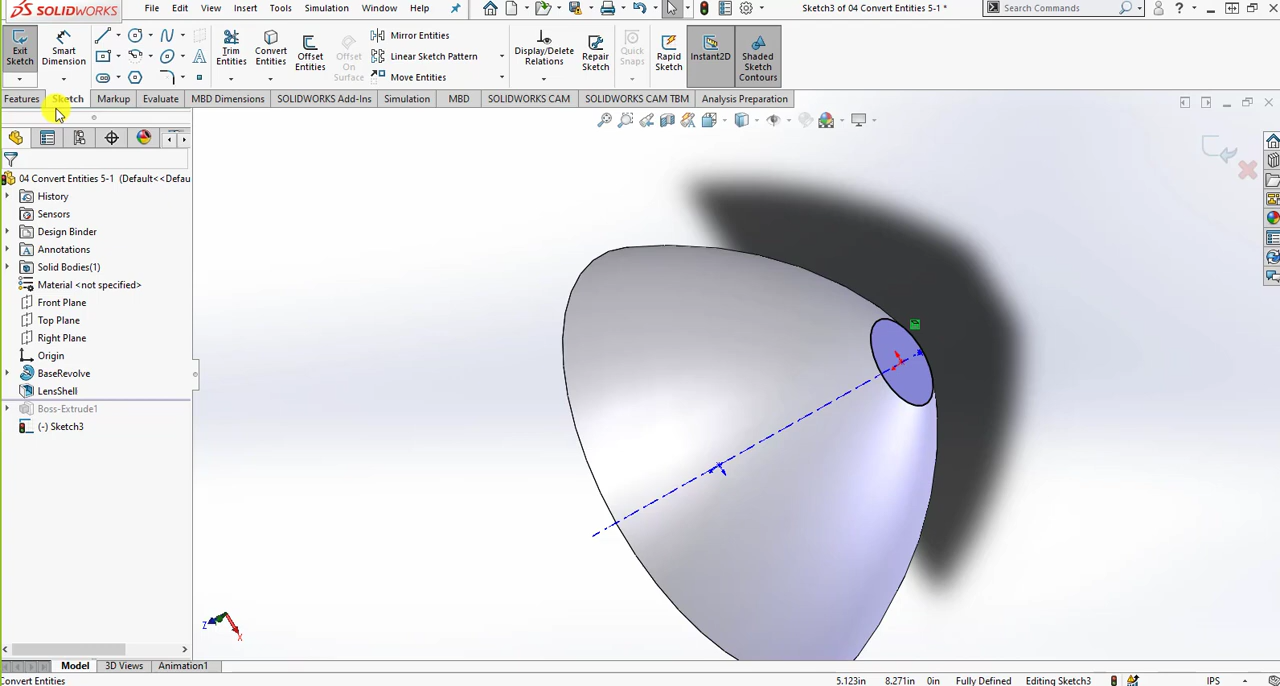 SOLIDWORKS File Edit View Insert Tools Simulation Window Help Sketch3 of 04 Convert Entities 5-1 * Search Commands
Exit Sketch
Smart Dimension
Trim Entities
Convert Entities
Offset Entities
Offset On Surface
Mirror Entities
Linear Sketch Pattern
Move Entities
Display/Delete Relations
Repair Sketch
Quick Snaps
Rapid Sketch
Instant2D
Shaded Sketch Contours
Features Sketch Markup Evaluate MBD Dimensions SOLIDWORKS Add-Ins Simulation MBD SOLIDWORKS CAM SOLIDWORKS CAM TBM Analysis Preparation
04 Convert Entities 5-1 (Default<<Defau
History
Sensors
Design Binder
Annotations
Solid Bodies(1)
Material <not specified>
Front Plane
Top Plane
Right Plane
Origin
BaseRevolve
LensShell
Boss-Extrude1
(-) Sketch3
Z
X
Model 3D Views Animation1
Convert Entities 5.123in 8.271in 0in Fully Defined Editing Sketch3 IPS